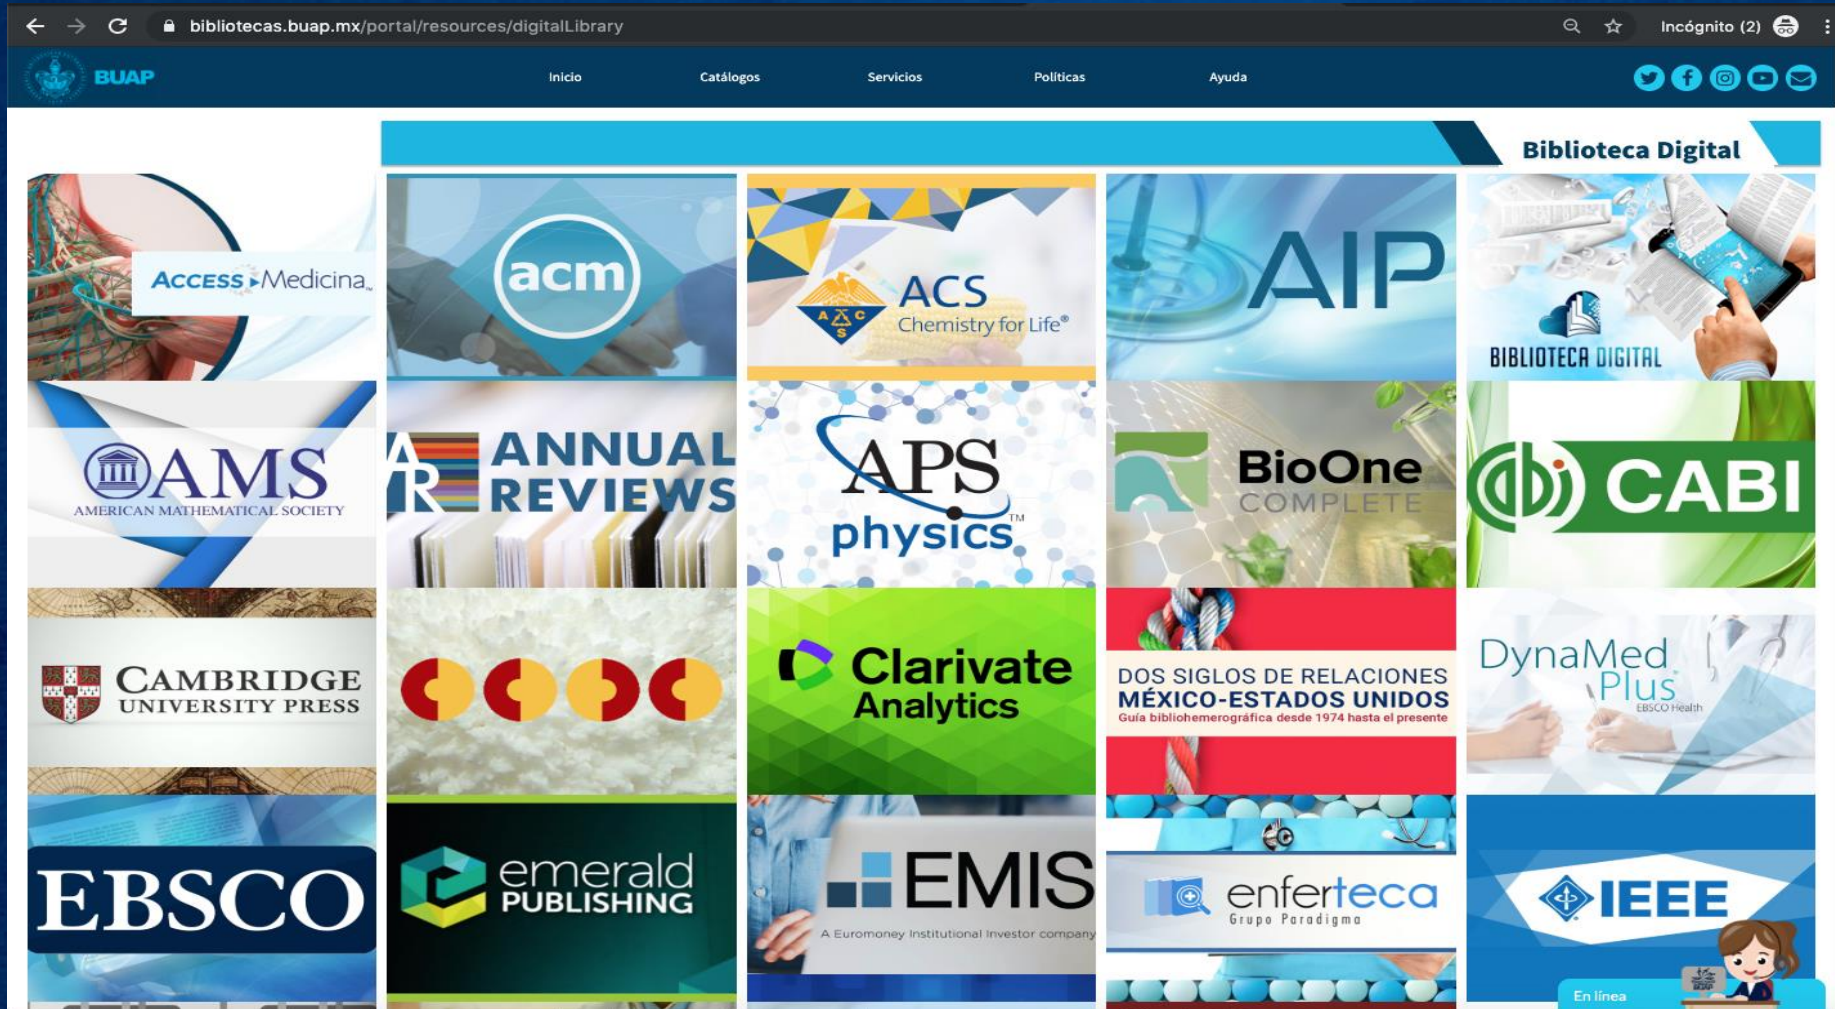 bibliotecas.buap.mx/portal/resources/digitalLibrary
Incógnito (2)
BUAP
Inicio
Catálogos
Servicios
Políticas
Ayuda
Biblioteca Digital
ACCESS Medicina
acm
ACS
Chemistry for Life®
A C S
AIP
BIBLIOTECA DIGITAL
AMS
AMERICAN MATHEMATICAL SOCIETY
AR
ANNUAL
REVIEWS
APS
physics™
BioOne
COMPLETE
cabi
CABI
CAMBRIDGE
UNIVERSITY PRESS
Clarivate
Analytics
DOS SIGLOS DE RELACIONES
MÉXICO-ESTADOS UNIDOS
Guía bibliohemerográfica desde 1974 hasta el presente
DynaMed
Plus
EBSCO Health
EBSCO
emerald
PUBLISHING
EMIS
A Euromoney Institutional Investor company
enferteca
Grupo Paradigma
IEEE
En línea